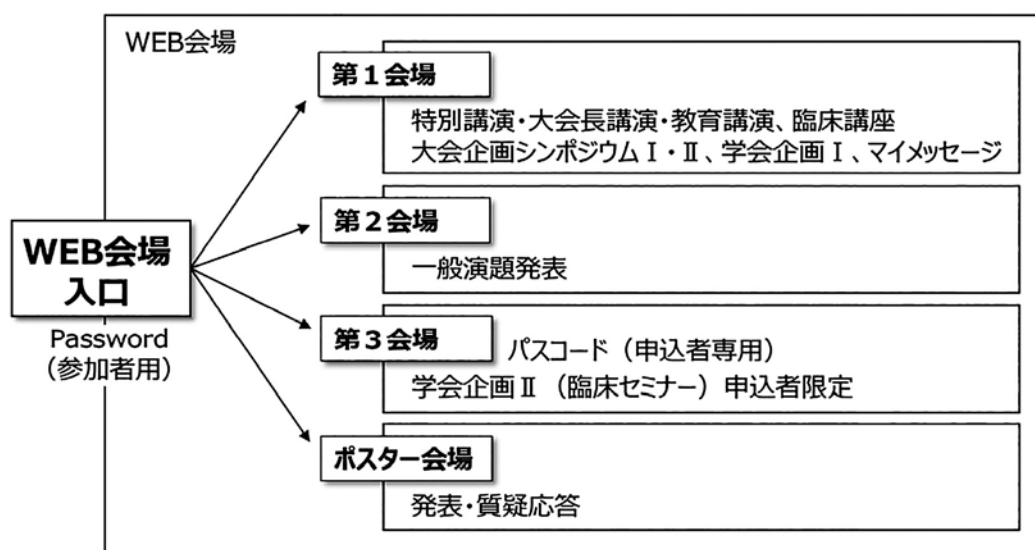 WEB会場
第1会場
特別講演・大会長講演・教育講演、臨床講座
大会企画シンポジウムⅠ・Ⅱ、学会企画Ⅰ、マイメッセージ
第2会場
一般演題発表
WEB会場
入口
Password
（参加者用）
第3会場 パスコード（申込者専用）
学会企画Ⅱ（臨床セミナー）申込者限定
ポスター会場
発表・質疑応答